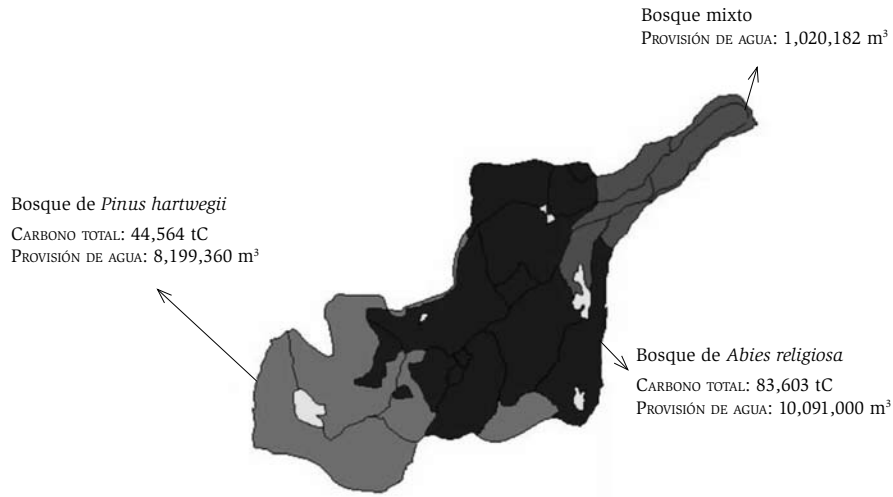 Bosque mixto
PROVISIÓN DE AGUA: 1,020,182 m³
Bosque de Pinus hartwegii
CARBONO TOTAL: 44,564 tC
PROVISIÓN DE AGUA: 8,199,360 m³
Bosque de Abies religiosa
CARBONO TOTAL: 83,603 tC
PROVISIÓN DE AGUA: 10,091,000 m³